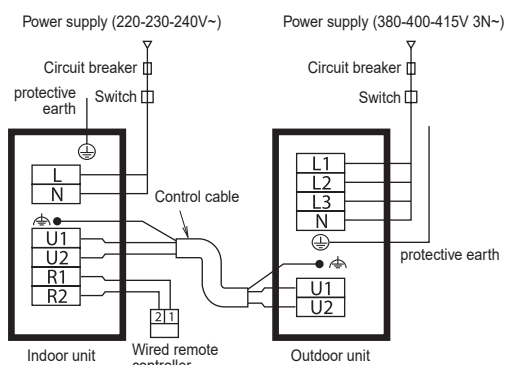 Power supply (220-230-240V~)
Power supply (380-400-415V 3N~)
Circuit breaker
Circuit breaker
protective
earth
Switch
Switch
L
N
L1
L2
L3
N
Control cable
protective earth
U1
U2
R1
R2
U1
U2
2 1
Indoor unit
Wired remote
controller
Outdoor unit